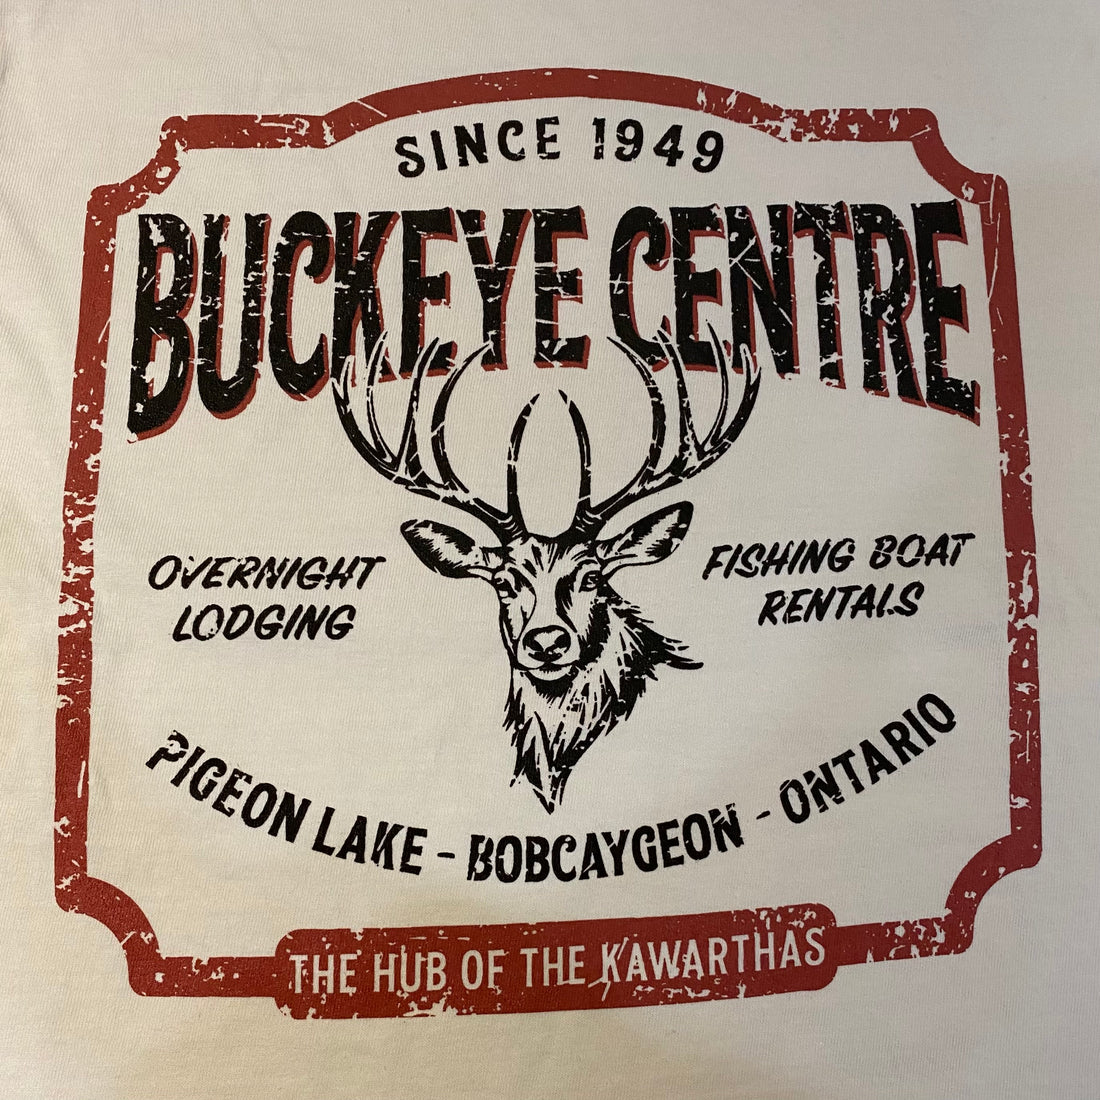 SINCE 1949
BUCKEYE CENTRE
OVERNIGHT
LODGING
FISHING BOAT
RENTALS
PIGEON LAKE - BOBCAYGEON - ONTARIO
THE HUB OF THE KAWARTHAS